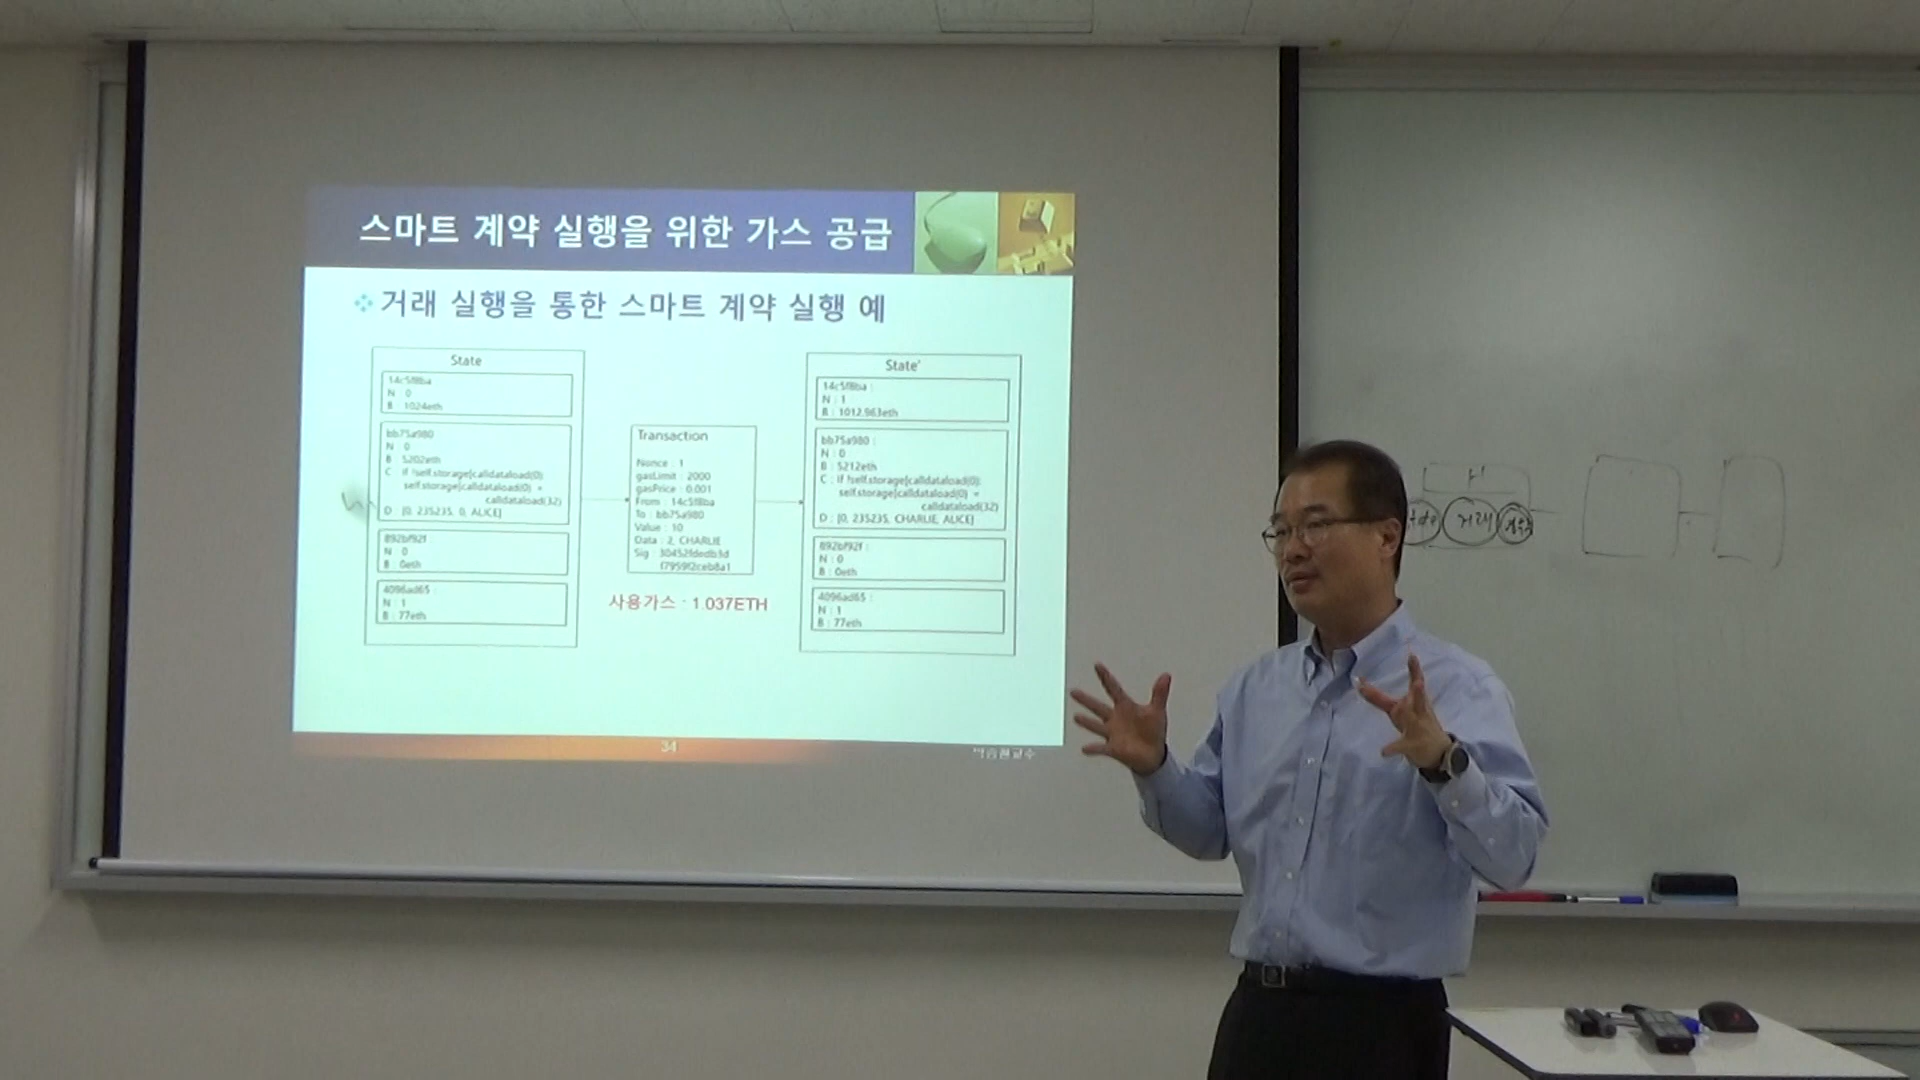 스마트 계약 실행을 위한 가스 공급
거래 실행을 통한 스마트 계약 실행 예
State
14c5f8ba
N : 0
B : 1024eth
bb75a980
N : 0
B : 5202eth
C : if !self.storage[calldataload(0):
self.storage[calldataload(0) =
calldataload(32)
D : [0, 235235, 0, ALICE]
892bf92f
N : 0
B : 0eth
4096ad65 :
N : 1
B : 77eth
Transaction
Nonce : 1
gasLimit : 2000
gasPrice : 0.001
From : 14c5f8ba
To : bb75a980
Value : 10
Data : 2, CHARLIE
Sig : 30452fdedb3d
f7959f2ceb8a1
사용가스 : 1.037ETH
State'
14c5f8ba :
N : 1
B : 1012.963eth
bb75a980 :
N : 0
B : 5212eth
C : if !self.storage[calldataload(0):
self.storage[calldataload(0) =
calldataload(32)
D : [0, 235235, CHARLIE, ALICE]
892bf92f :
N : 0
B : 0eth
4096ad65 :
N : 1
B : 77eth
34
거래